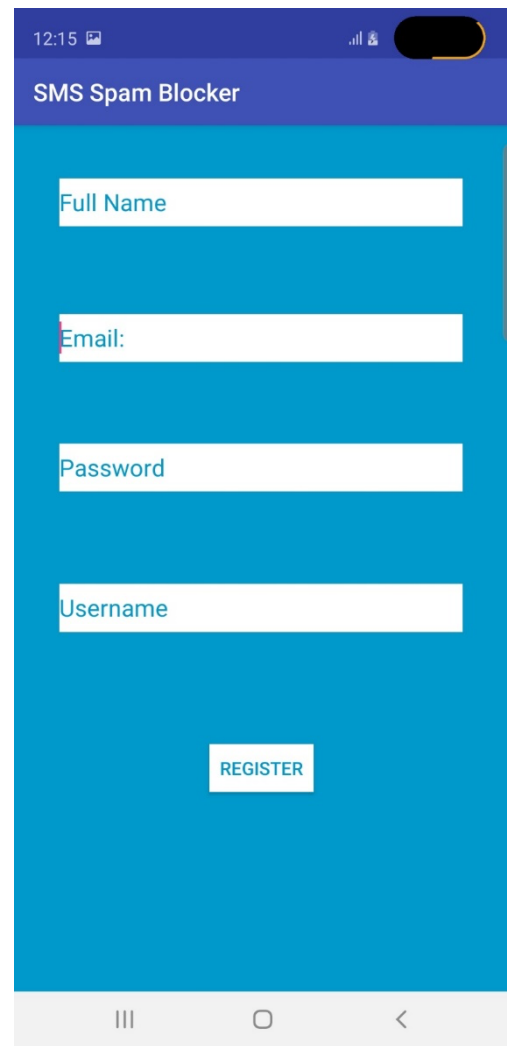 12:15
SMS Spam Blocker
Full Name
Email:
Password
Username
REGISTER